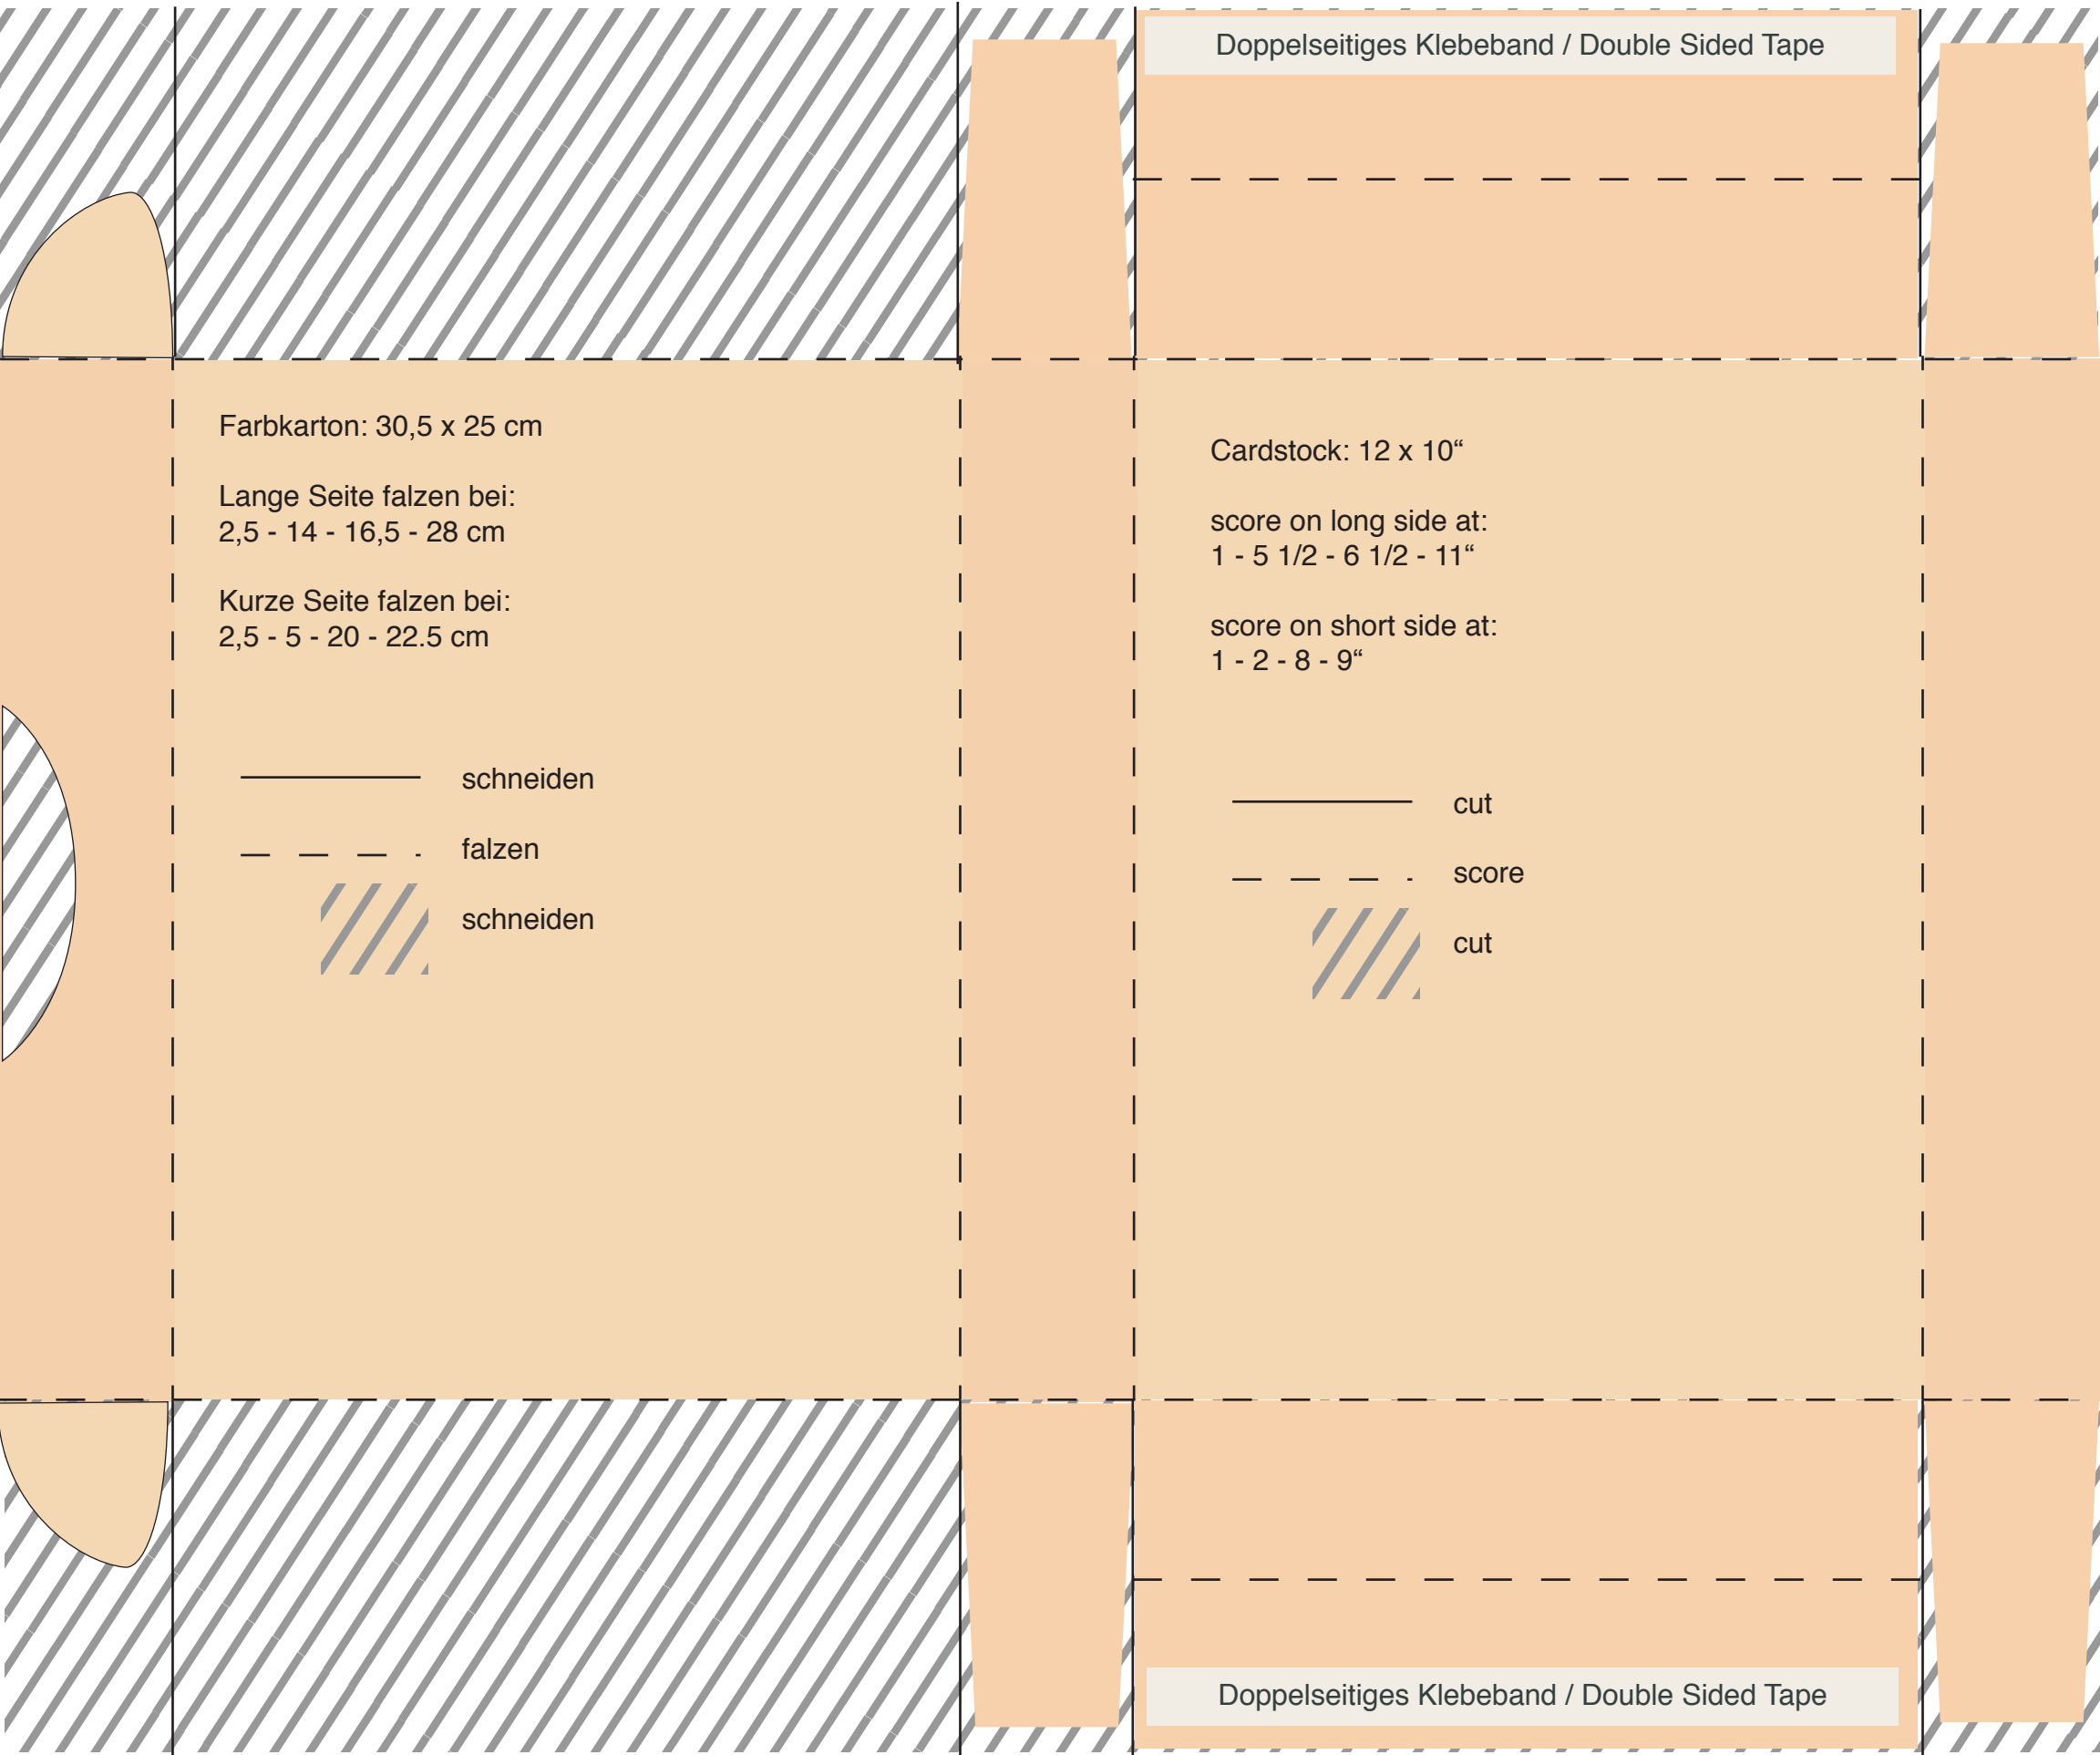 Doppelseitiges Klebeband / Double Sided Tape
Farbkarton: 30,5 x 25 cm
Lange Seite falzen bei:
2,5 - 14 - 16,5 - 28 cm
Kurze Seite falzen bei:
2,5 - 5 - 20 - 22.5 cm
schneiden
falzen
schneiden
Cardstock: 12 x 10“
score on long side at:
1 - 5 1/2 - 6 1/2 - 11“
score on short side at:
1 - 2 - 8 - 9“
cut
score
cut
Doppelseitiges Klebeband / Double Sided Tape